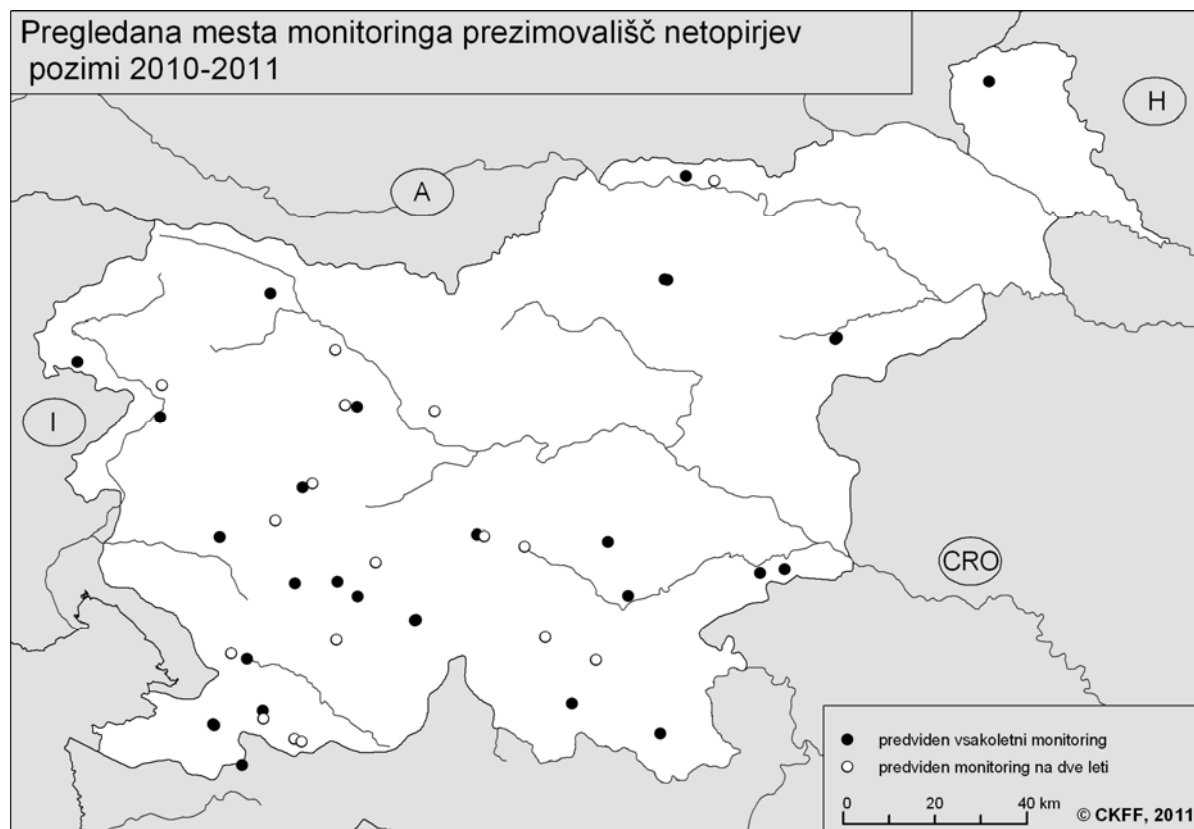 Pregledana mesta monitoringa prezimovališč netopirjev
pozimi 2010-2011
H
A
I
CRO
predviden vsakoletni monitoring
predviden monitoring na dve leti
0 20 40 km
© CKFF, 2011